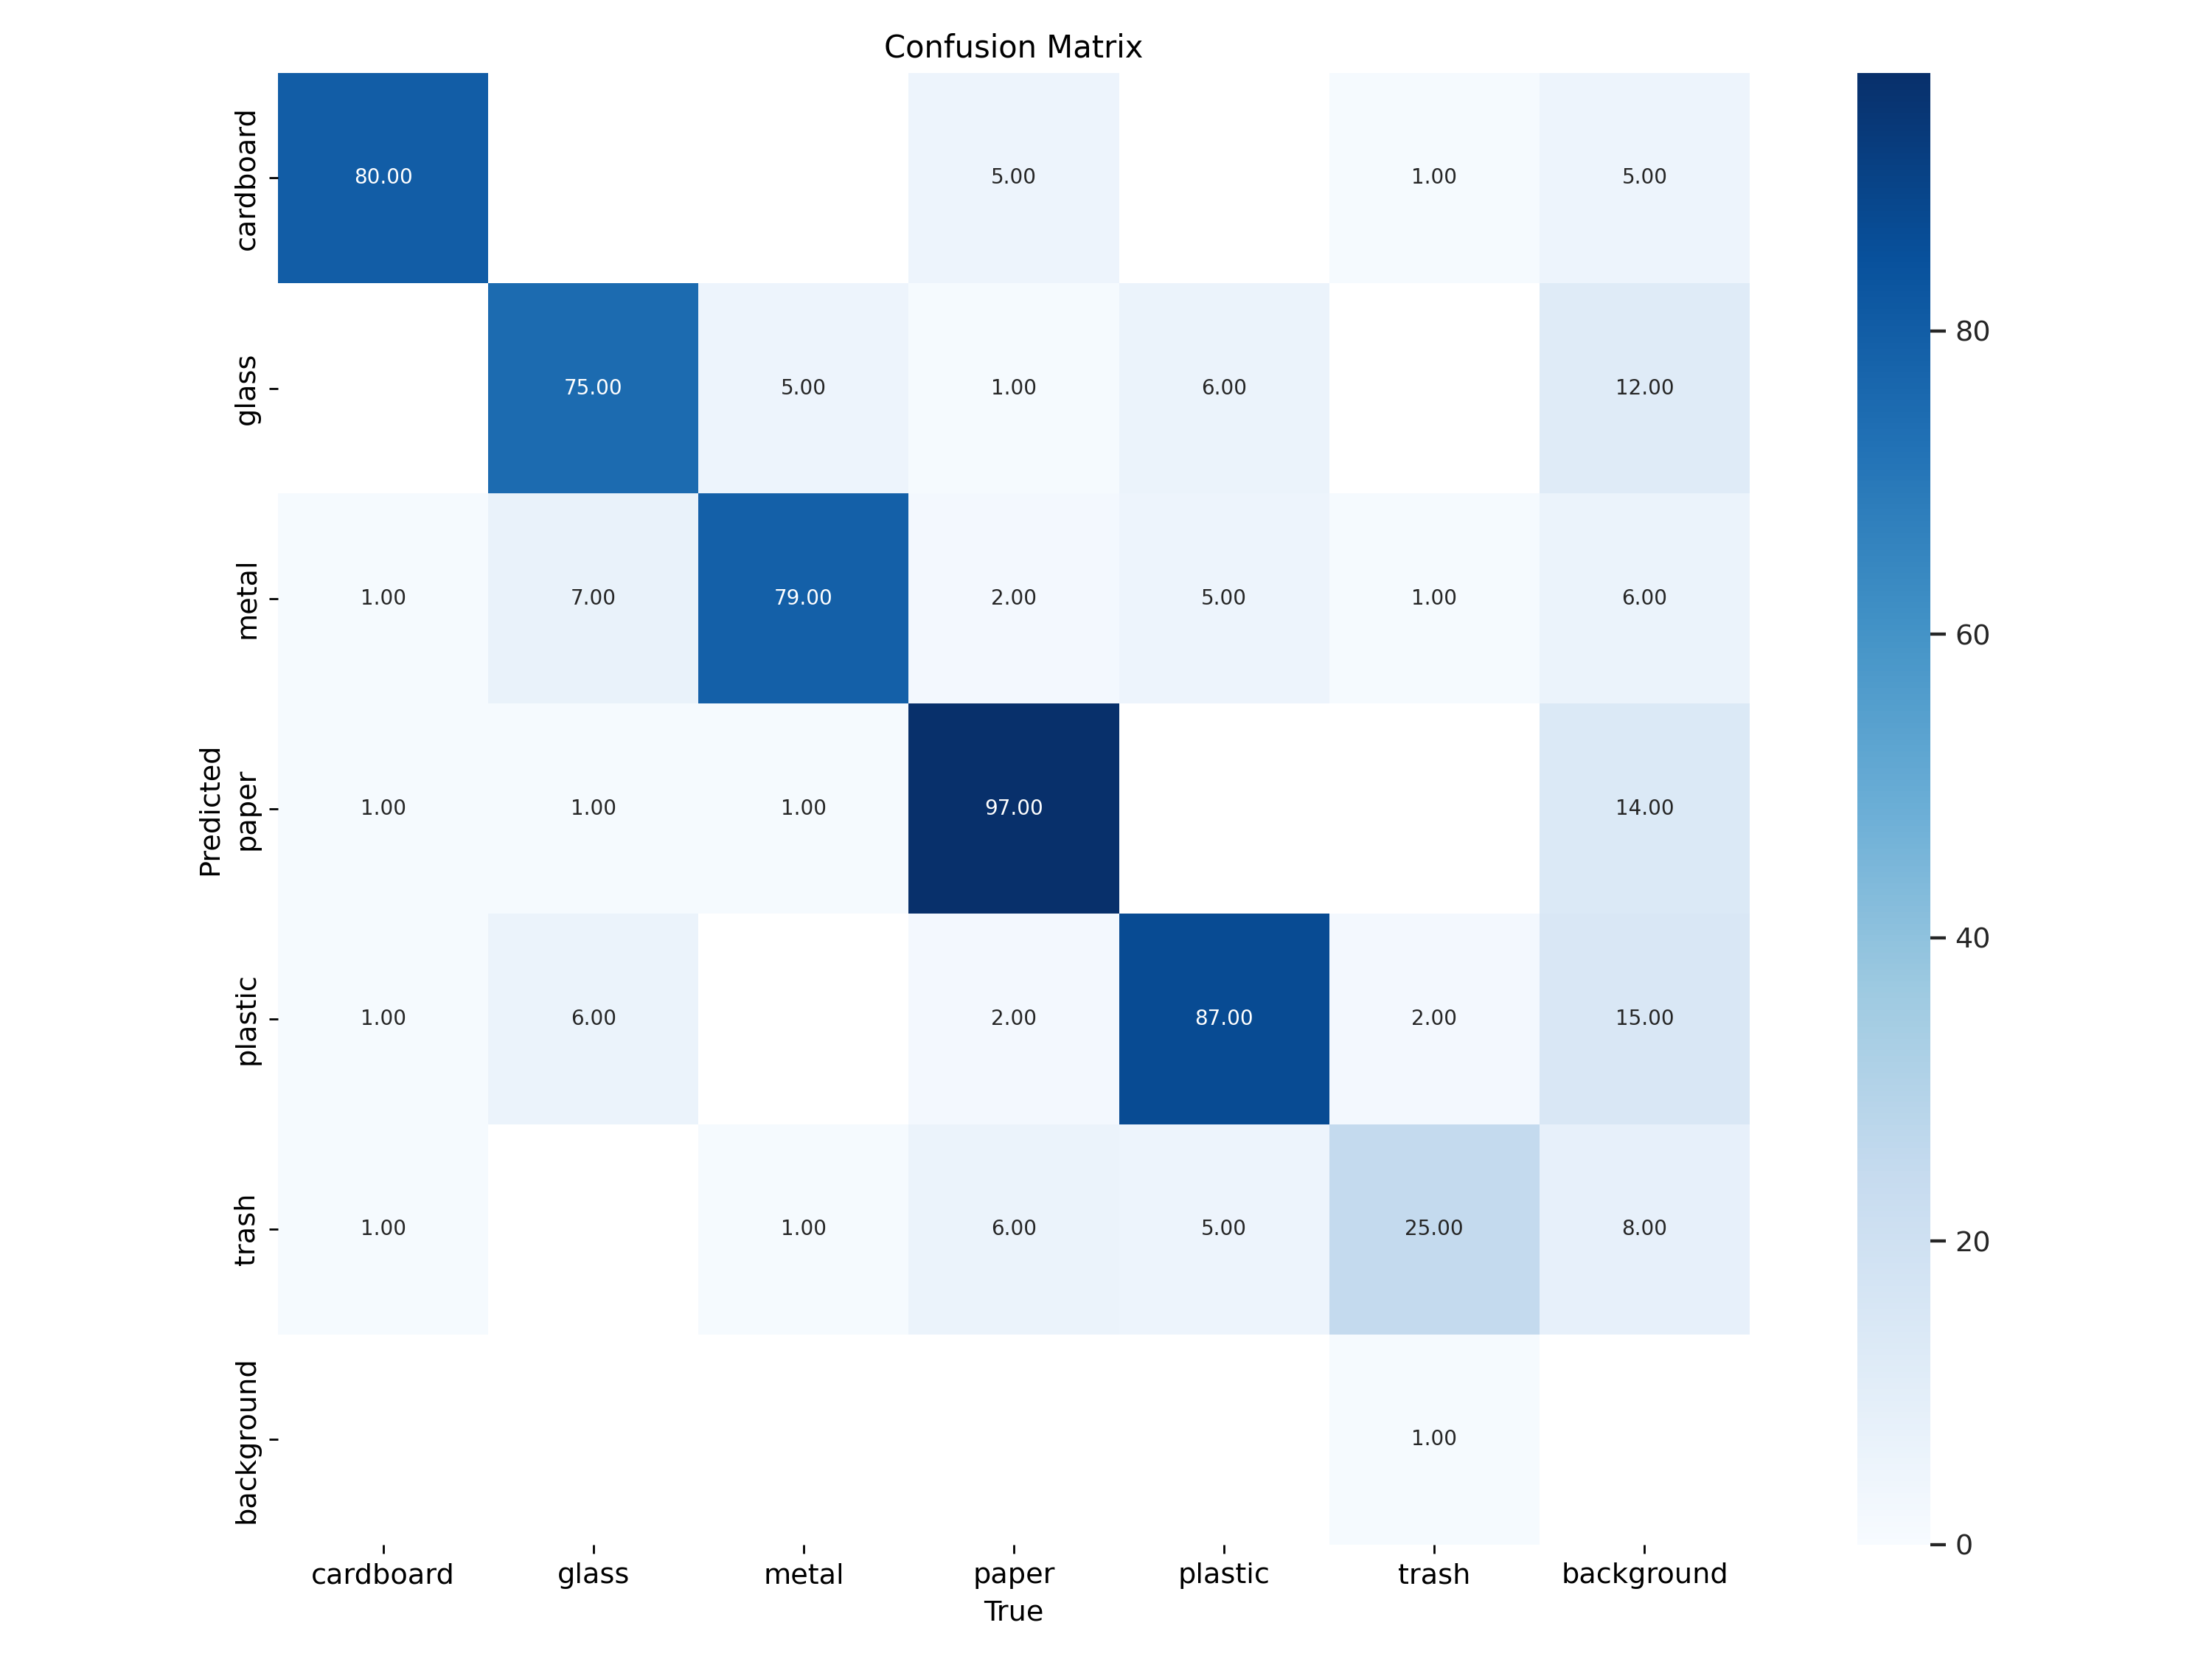 Confusion Matrix
cardboard
80.00 5.00 1.00 5.00
glass
75.00 5.00 1.00 6.00 12.00
metal
1.00 7.00 79.00 2.00 5.00 1.00 6.00
Predicted
paper
1.00 1.00 1.00 97.00 14.00
plastic
1.00 6.00 2.00 87.00 2.00 15.00
trash
1.00 1.00 6.00 5.00 25.00 8.00
background
1.00
cardboard glass metal paper plastic trash background
True
80
60
40
20
0